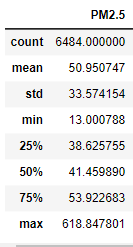 PM2.5
count 6484.000000
mean 50.950747
std 33.574154
min 13.000788
25% 38.625755
50% 41.459890
75% 53.922683
max 618.847801